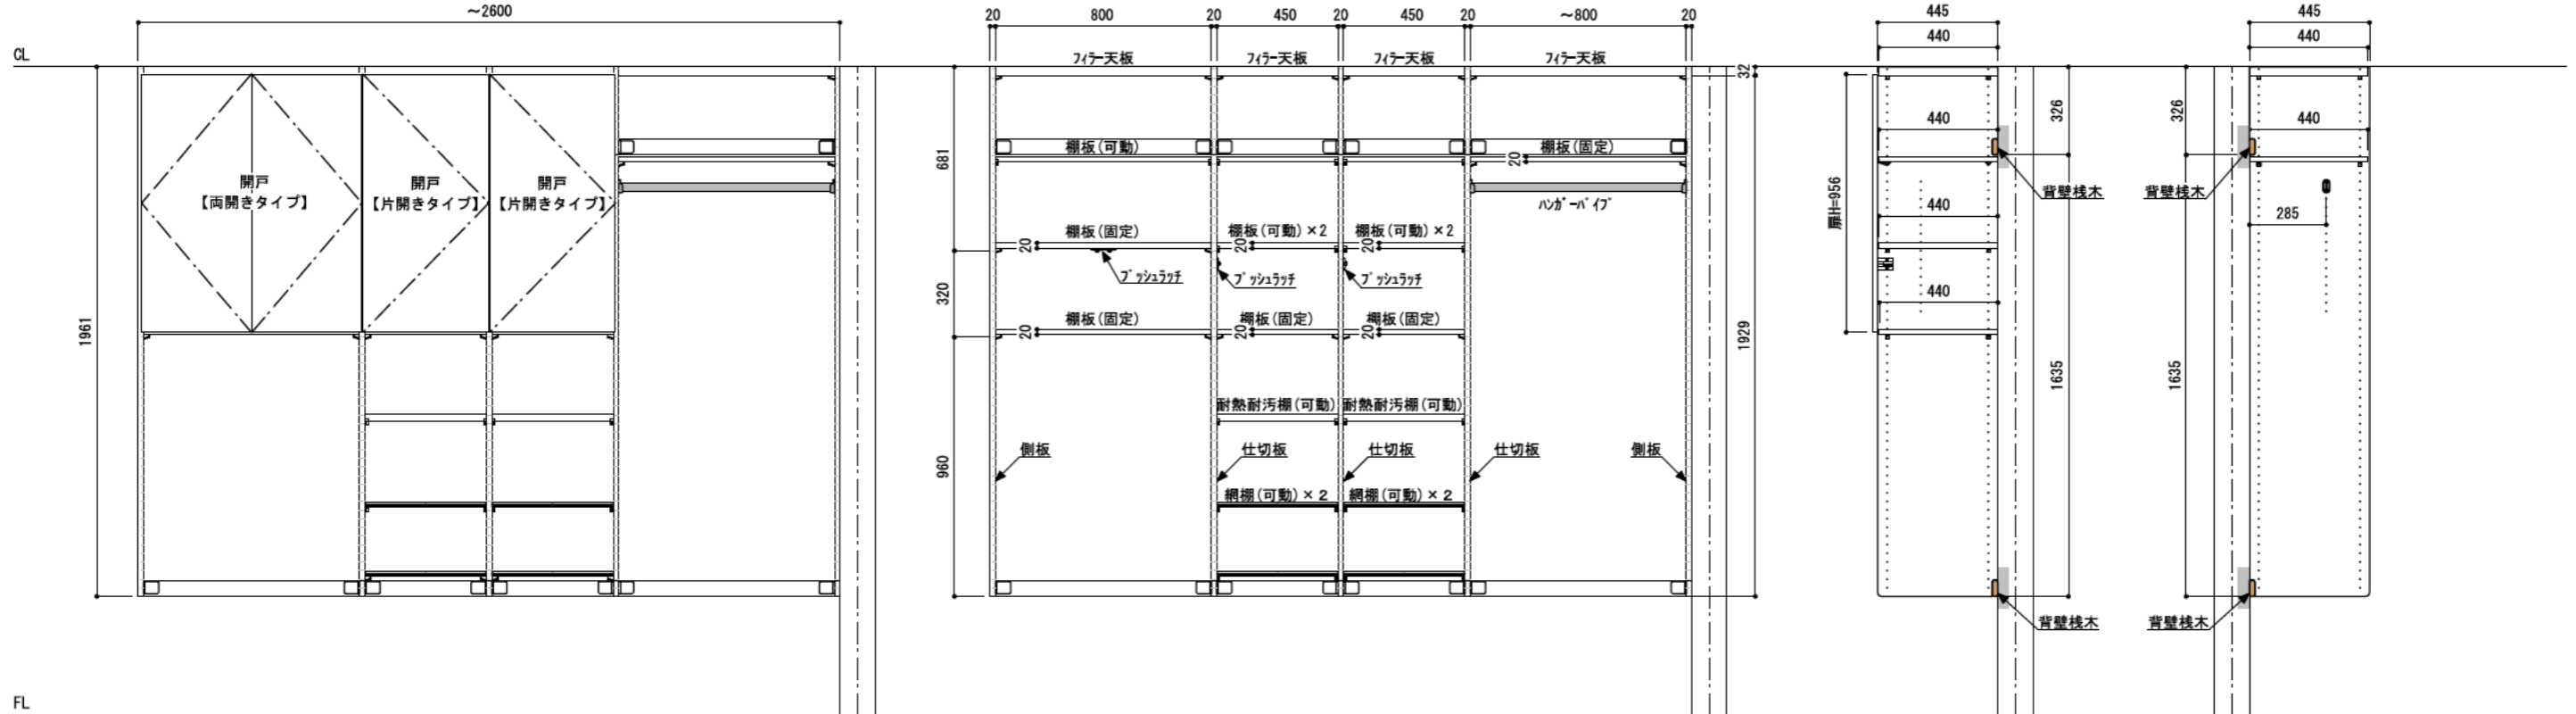 ~2600
CL
1961
開戸
【両開きタイプ】
開戸
【片開きタイプ】
開戸
【片開きタイプ】
FL
20
800
20
450
20
450
20
~800
20
ﾌｨﾗｰ天板
ﾌｨﾗｰ天板
ﾌｨﾗｰ天板
ﾌｨﾗｰ天板
32
681
棚板(可動)
棚板(固定)
20
ﾊﾝｶﾞｰﾊﾟｲﾌﾟ
棚板(固定)
棚板(可動)×2
棚板(可動)×2
20
20
20
ﾌﾟｯｼｭﾗｯﾁ
ﾌﾟｯｼｭﾗｯﾁ
ﾌﾟｯｼｭﾗｯﾁ
320
棚板(固定)
棚板(固定)
棚板(固定)
20
20
20
1929
耐熱耐汚棚(可動)
耐熱耐汚棚(可動)
側板
仕切板
仕切板
仕切板
側板
960
網棚(可動)×2
網棚(可動)×2
445
440
326
440
背壁桟木
扉H=956
440
440
1635
背壁桟木
445
440
326
440
背壁桟木
285
1635
背壁桟木